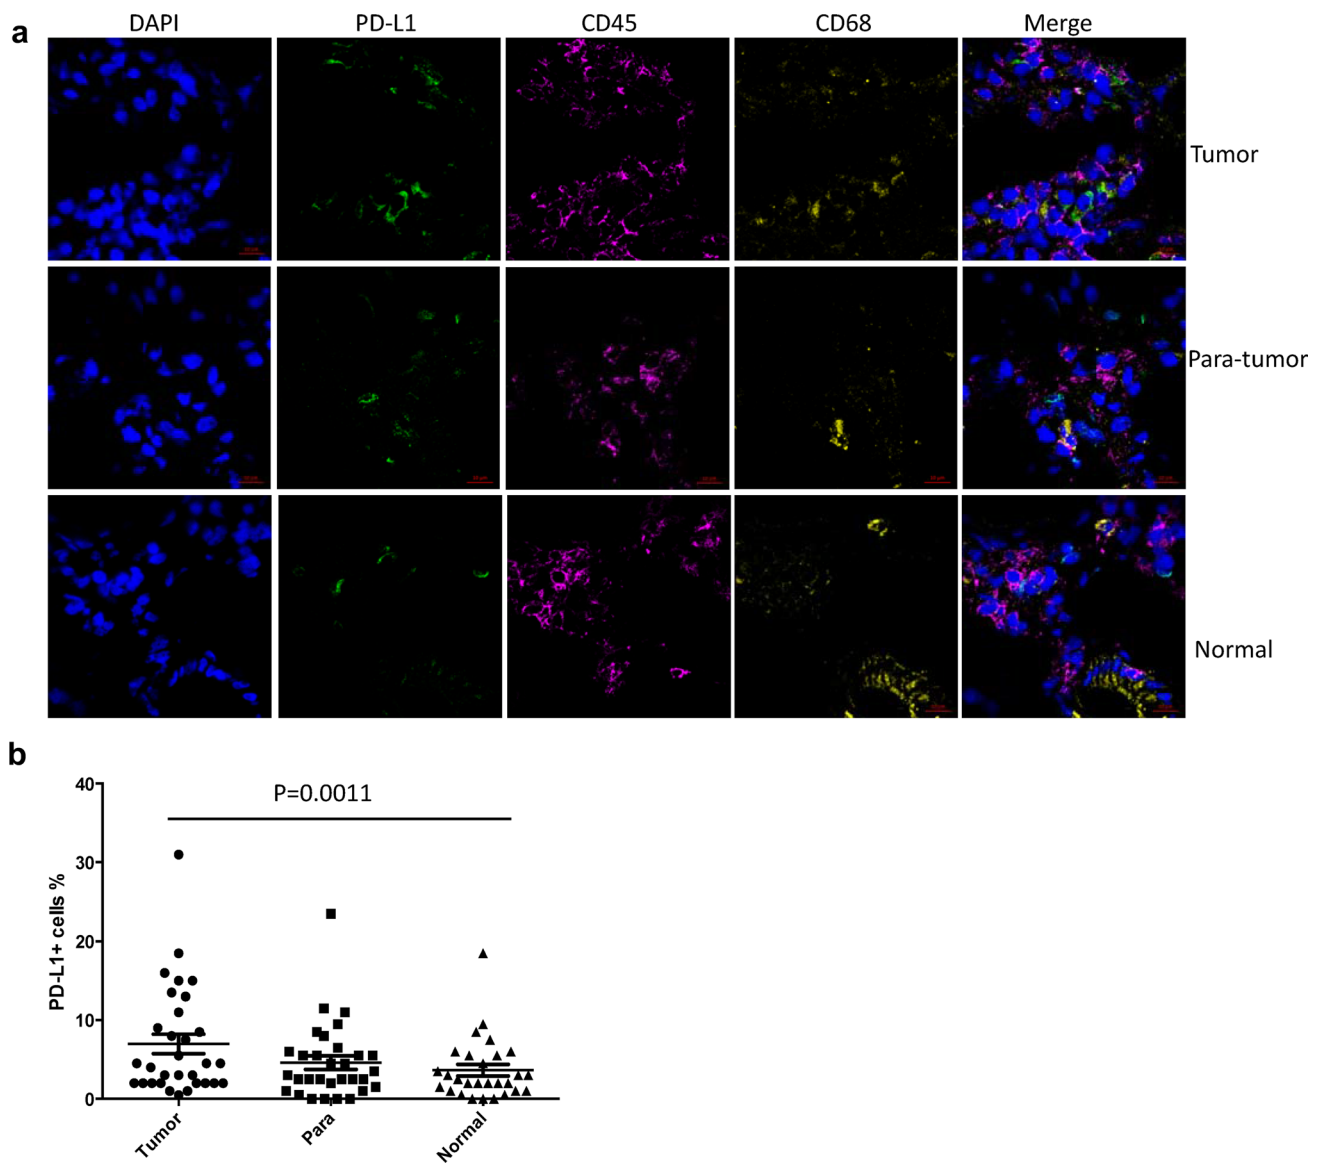 a
DAPI PD-L1 CD45 CD68 Merge
Tumor
Para-tumor
Normal
b
P=0.0011
PD-L1+ cells %
40
30
20
10
0
Tumor Para Normal